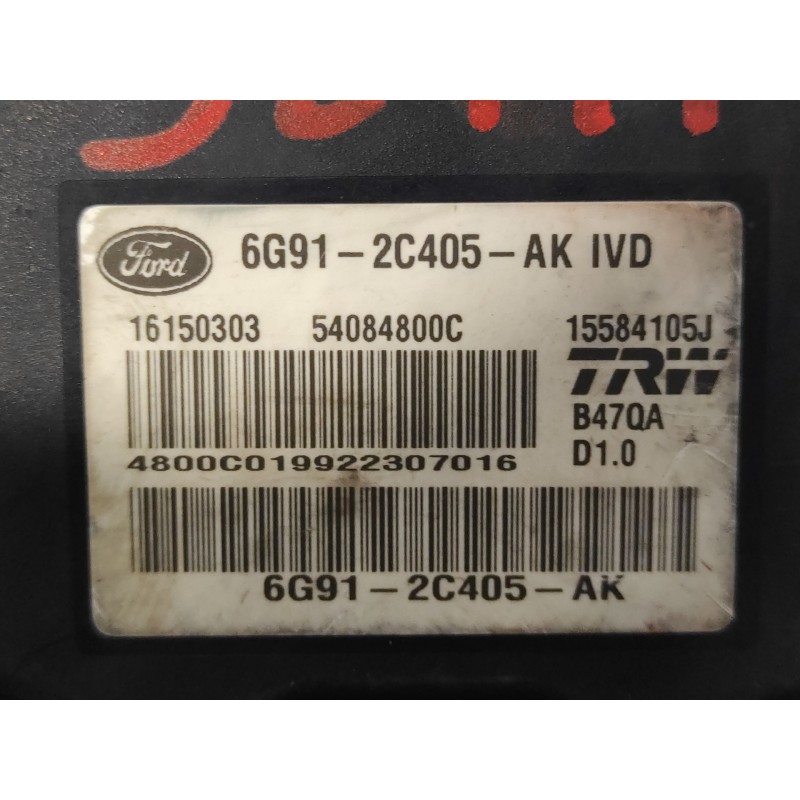 Ford 6G91-2C405-AK IVD
16150303 54084800C 15584105J
TRW
B47QA
4800C019922307016
D1.0
6G91-2C405-AK